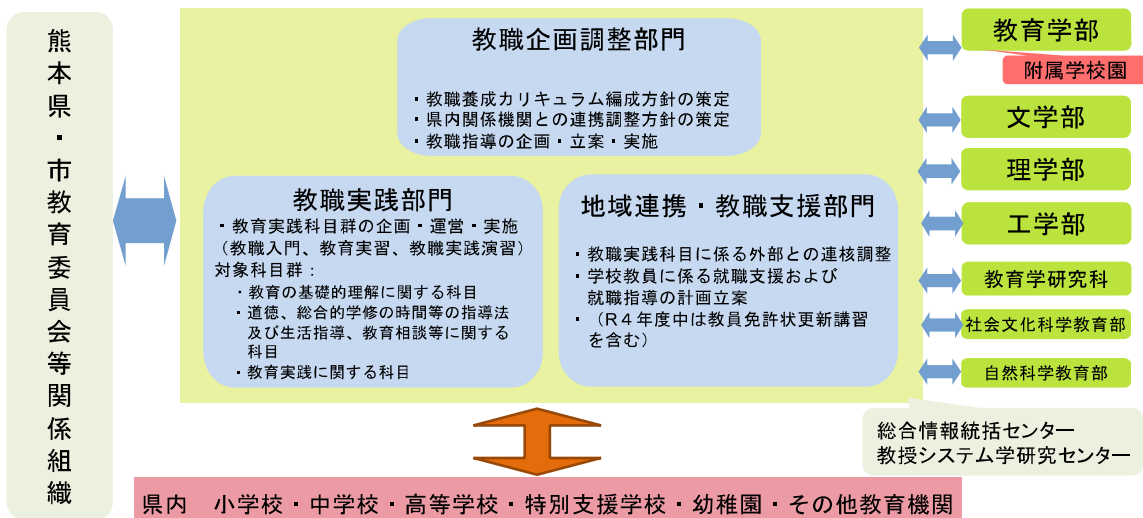 熊本県・市教育委員会等関係組織
教職企画調整部門
・教職養成カリキュラム編成方針の策定
・県内関係機関との連携調整方針の策定
・教職指導の企画・立案・実施
教職実践部門
・教育実践科目群の企画・運営・実施
（教職入門、教育実習、教職実践演習）
対象科目群：
・教育の基礎的理解に関する科目
・道徳、総合的学修の時間等の指導法
及び生活指導、教育相談等に関する
科目
・教育実践に関する科目
地域連携・教職支援部門
・教職実践科目に係る外部との連核調整
・学校教員に係る就職支援および
就職指導の計画立案
・（Ｒ４年度中は教員免許状更新講習
を含む）
教育学部
附属学校園
文学部
理学部
工学部
教育学研究科
社会文化科学教育部
自然科学教育部
総合情報統括センター
教授システム学研究センター
県内　小学校・中学校・高等学校・特別支援学校・幼稚園・その他教育機関